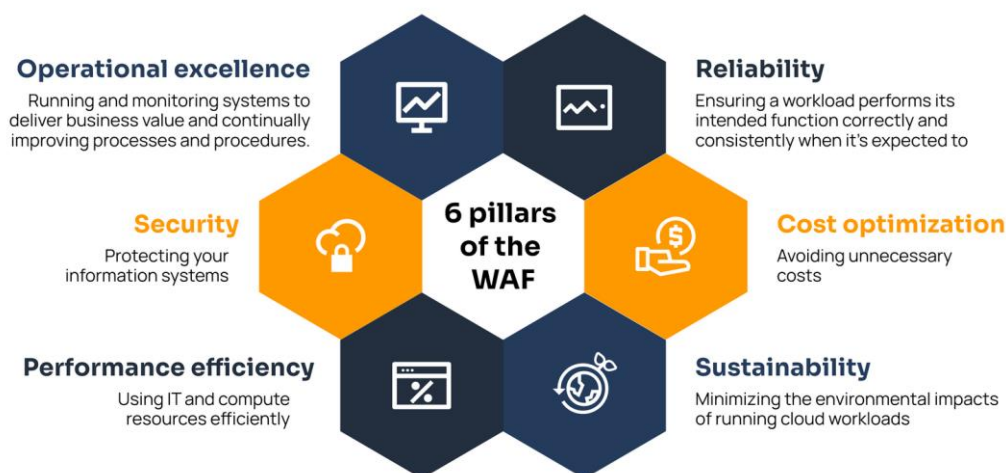 Operational excellence
Running and monitoring systems to
deliver business value and continually
improving processes and procedures.
Reliability
Ensuring a workload performs its
intended function correctly and
consistently when it's expected to
Security
Protecting your
information systems
6 pillars
of the
WAF
Cost optimization
Avoiding unnecessary
costs
Performance efficiency
Using IT and compute
resources efficiently
Sustainability
Minimizing the environmental impacts
of running cloud workloads